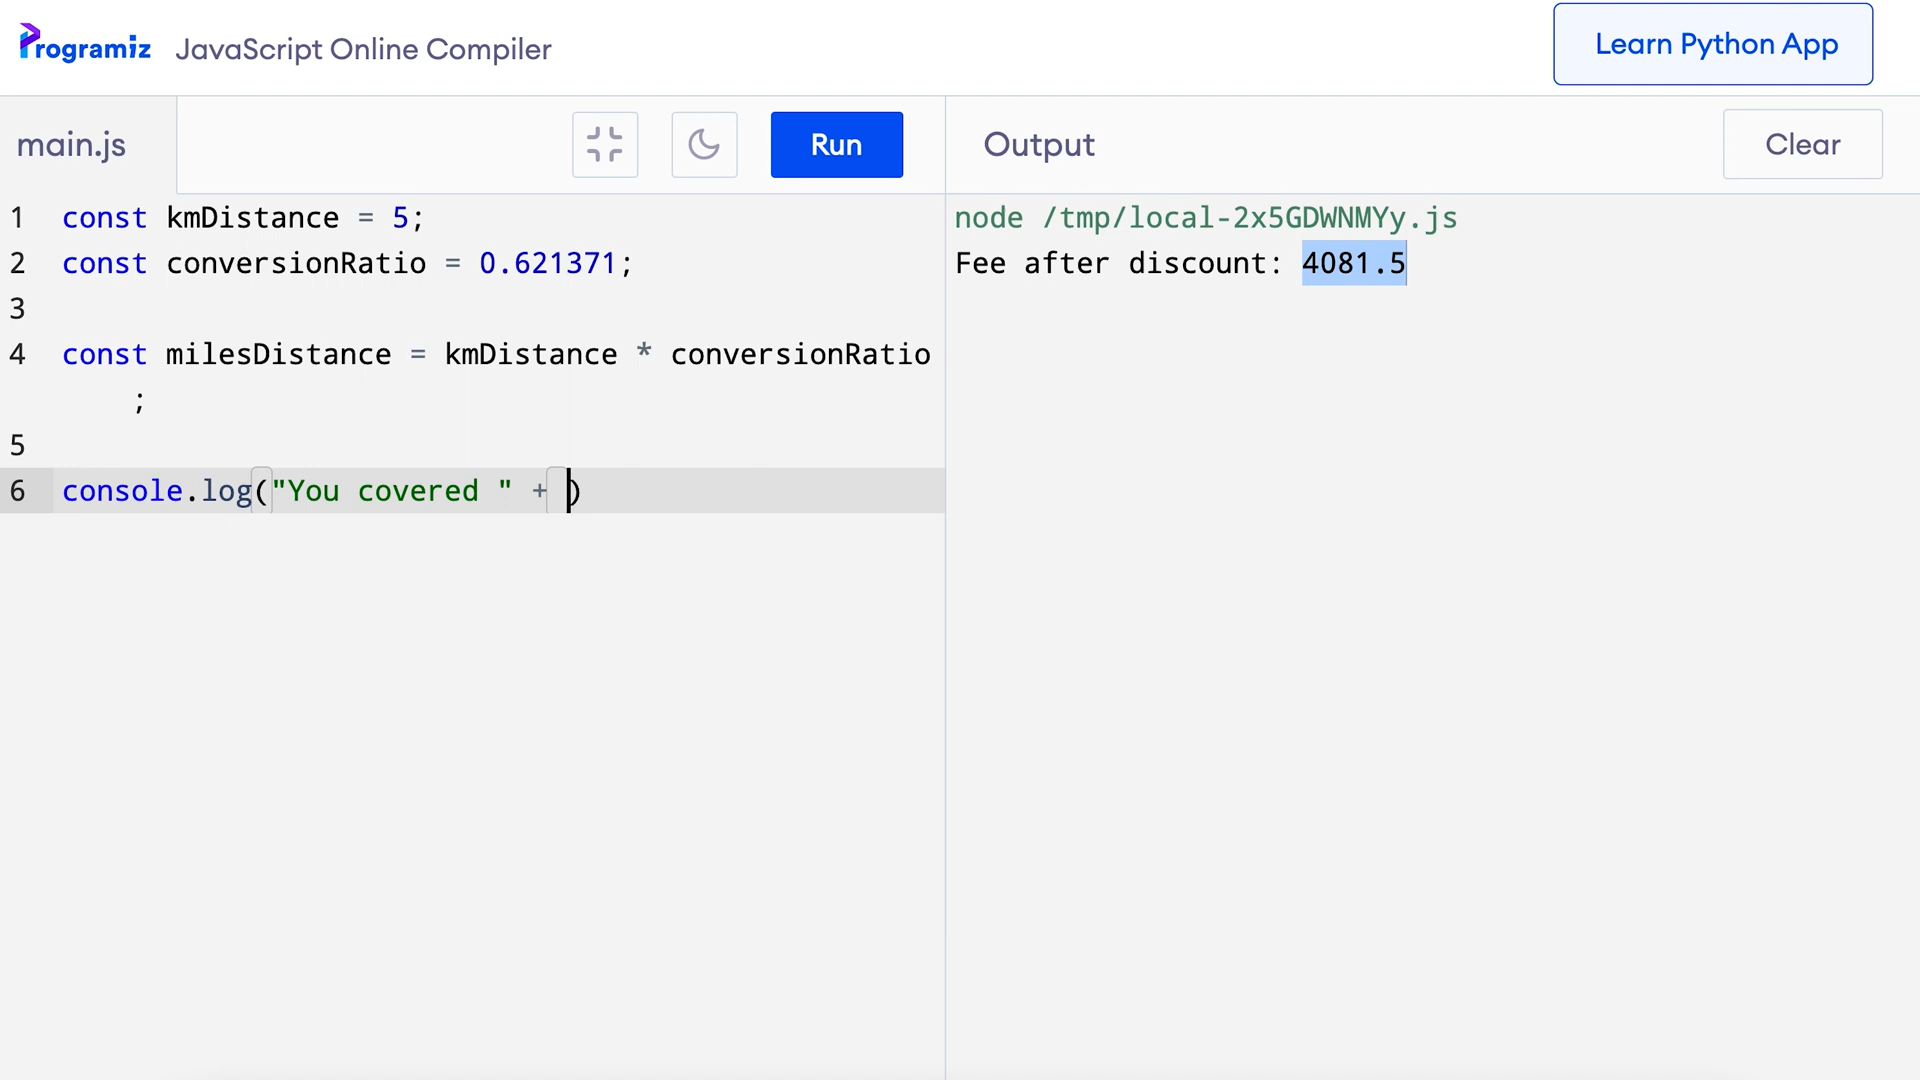 Programiz JavaScript Online Compiler Learn Python App
main.js Run Output Clear
1 const kmDistance = 5;
2 const conversionRatio = 0.621371;
3
4 const milesDistance = kmDistance * conversionRatio
;
5
6 console.log("You covered " + )
node /tmp/local-2x5GDWNMYy.js
Fee after discount: 4081.5